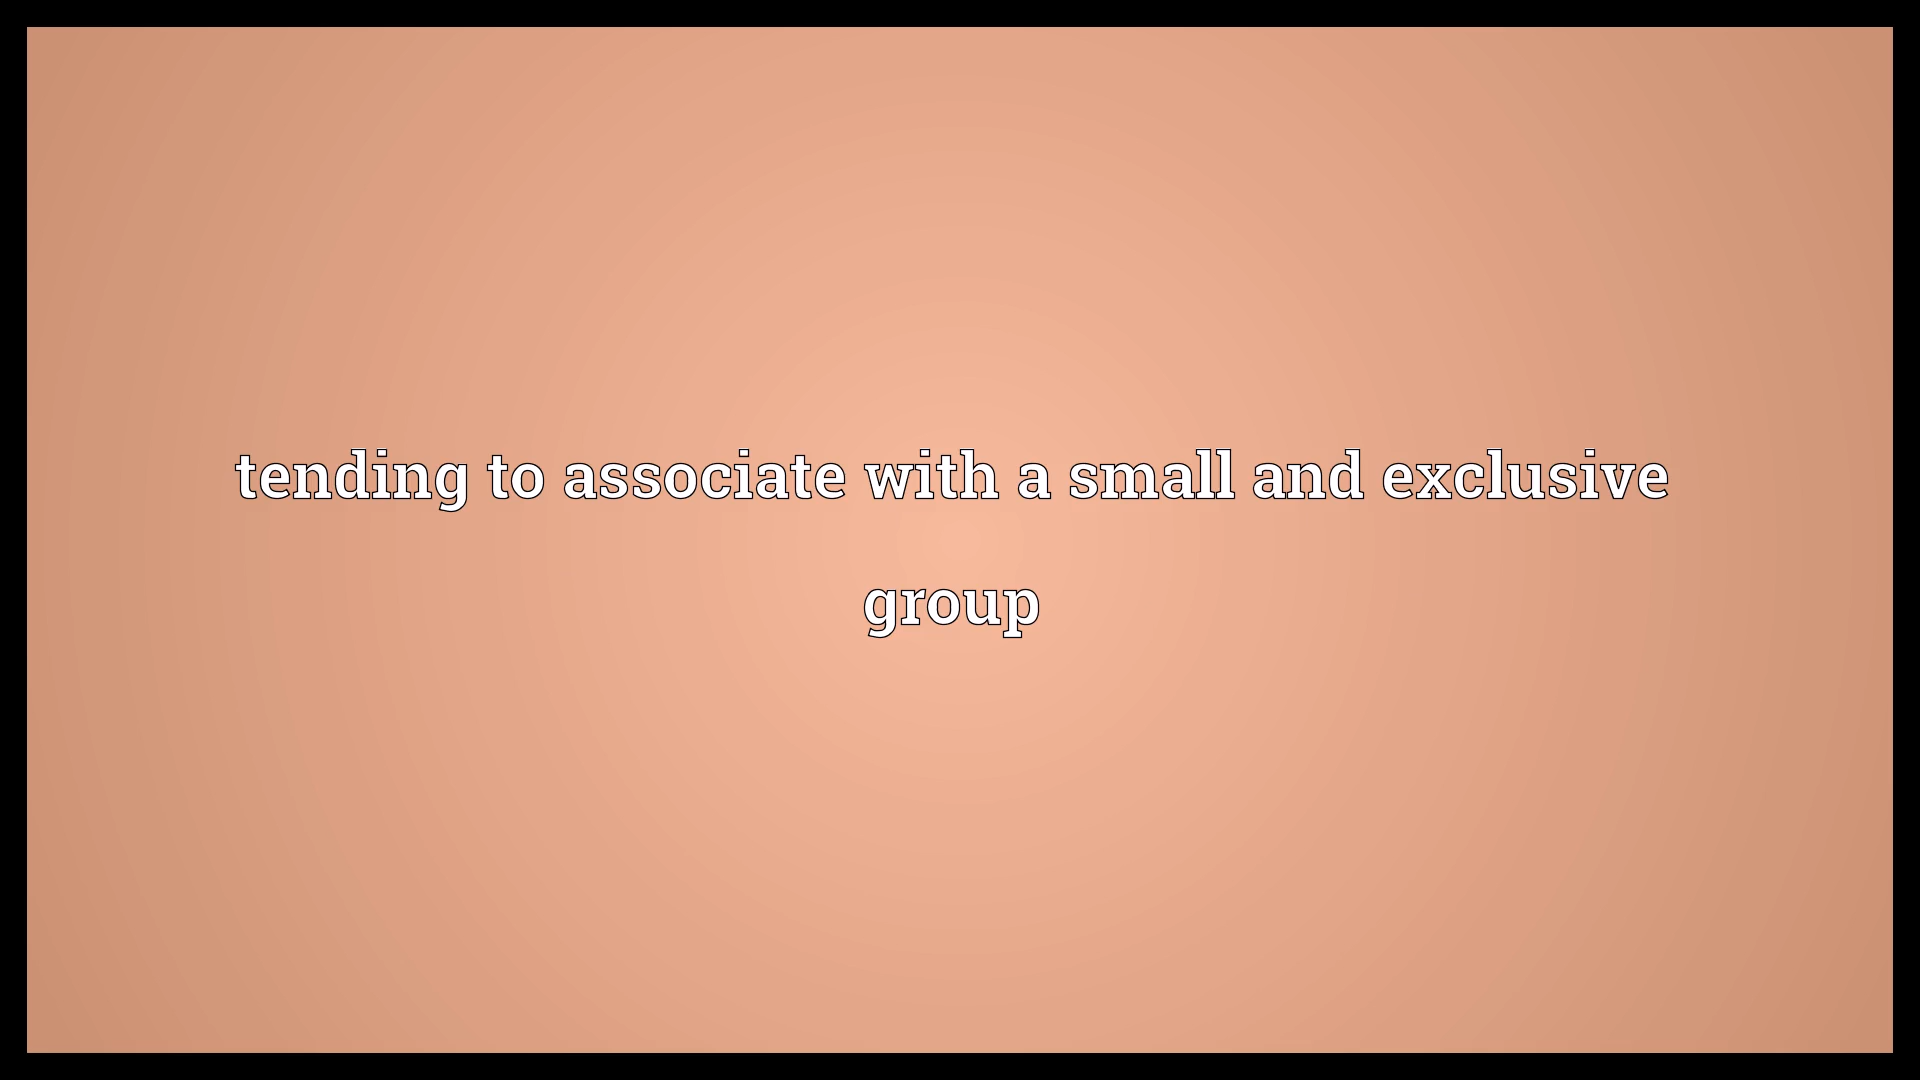 tending to associate with a small and exclusive
group